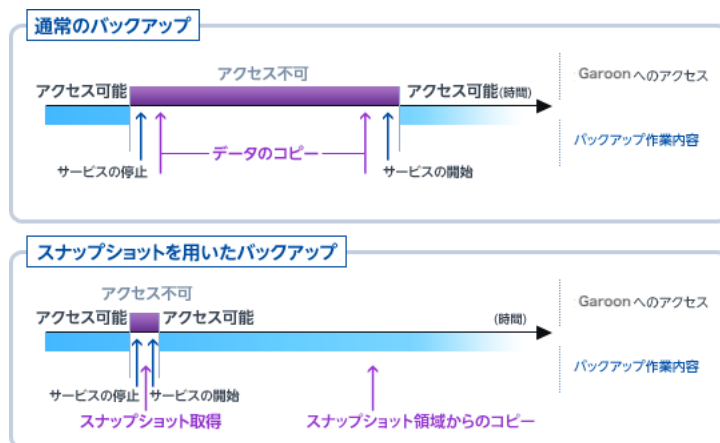 通常のバックアップ
アクセス不可
アクセス可能
アクセス可能(時間)
Garoonへのアクセス
バックアップ作業内容
データのコピー
サービスの停止
サービスの開始
スナップショットを用いたバックアップ
アクセス不可
アクセス可能
アクセス可能
(時間)
Garoonへのアクセス
バックアップ作業内容
サービスの停止
サービスの開始
スナップショット取得
スナップショット領域からのコピー